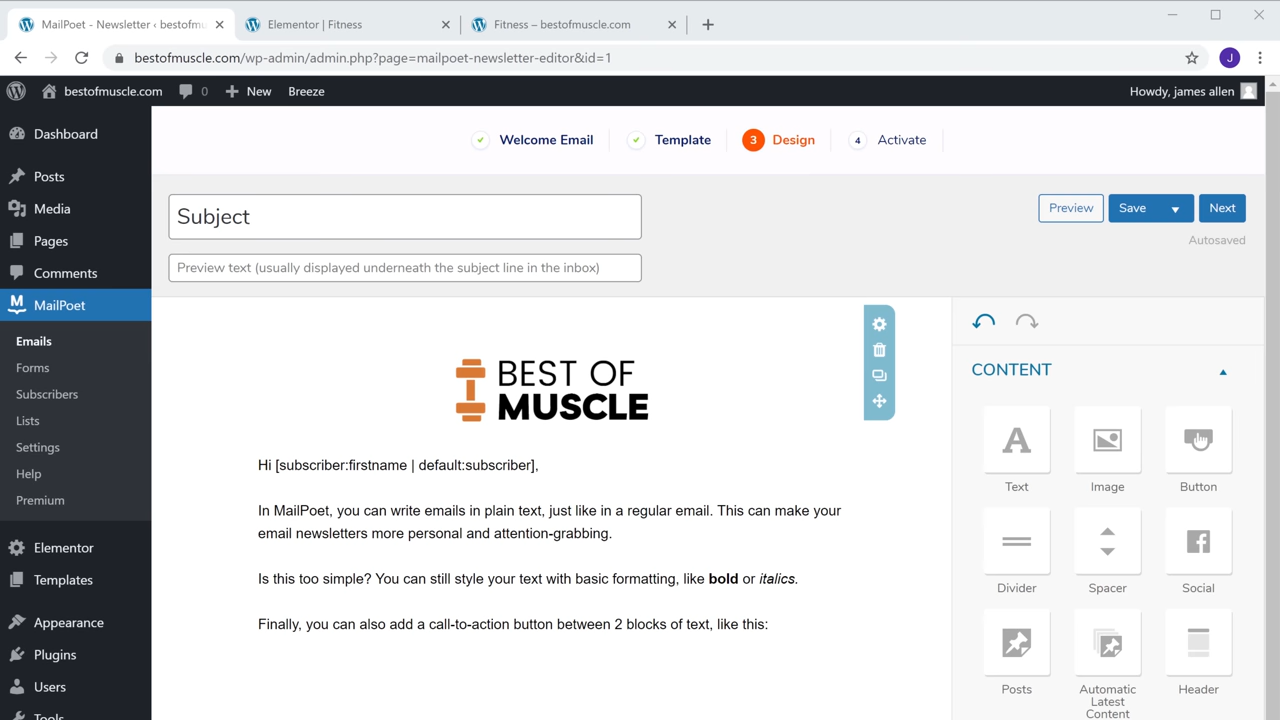 MailPoet - Newsletter ‹ bestofmu
Elementor | Fitness
Fitness – bestofmuscle.com
bestofmuscle.com/wp-admin/admin.php?page=mailpoet-newsletter-editor&id=1
J
bestofmuscle.com
0
New
Breeze
Howdy, james allen
Dashboard
Posts
Media
Pages
Comments
MailPoet
Emails
Forms
Subscribers
Lists
Settings
Help
Premium
Elementor
Templates
Appearance
Plugins
Users
Tools
Welcome Email
Template
3 Design
4 Activate
Subject
Preview text (usually displayed underneath the subject line in the inbox)
Preview
Save
Next
Autosaved
BEST OF
MUSCLE
Hi [subscriber:firstname | default:subscriber],
In MailPoet, you can write emails in plain text, just like in a regular email. This can make your
email newsletters more personal and attention-grabbing.
Is this too simple? You can still style your text with basic formatting, like bold or italics.
Finally, you can also add a call-to-action button between 2 blocks of text, like this:
CONTENT
Text
Image
Button
Divider
Spacer
Social
Posts
Automatic
Latest
Content
Header